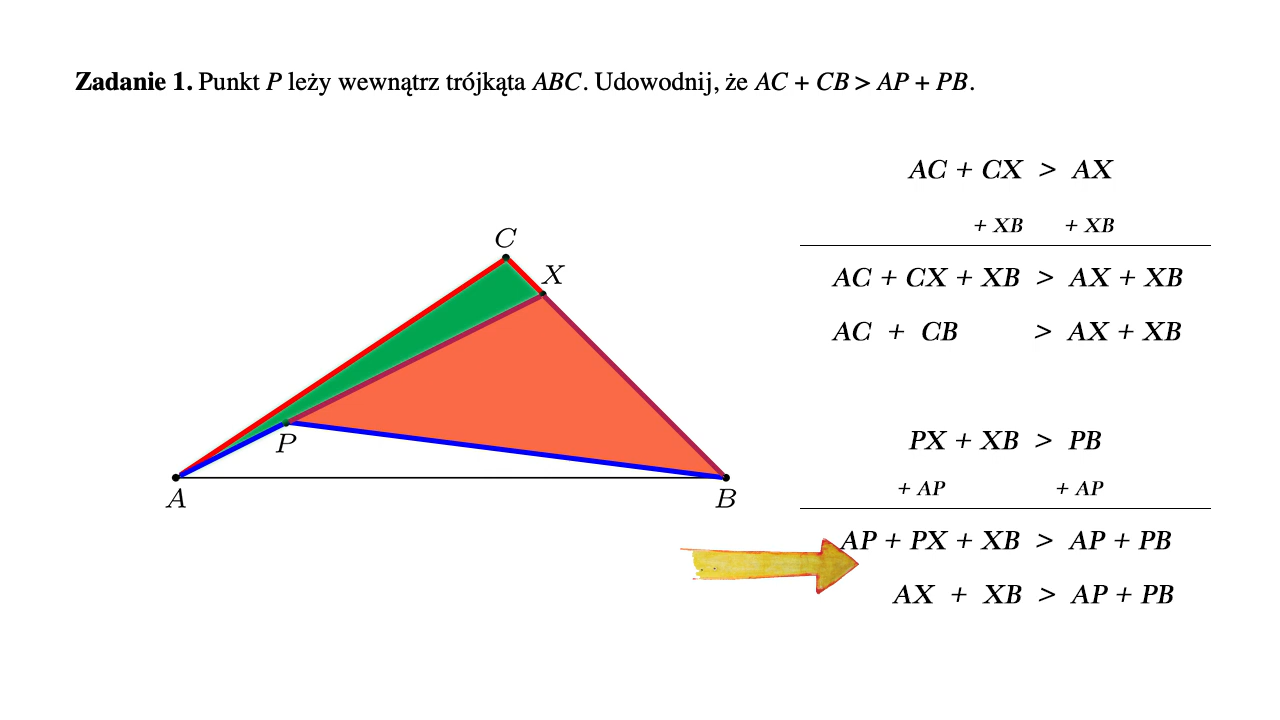 Zadanie 1. Punkt P leży wewnątrz trójkąta ABC. Udowodnij, że AC + CB > AP + PB.
AC + CX > AX
+ XB + XB
AC + CX + XB > AX + XB
AC + CB > AX + XB
PX + XB > PB
+ AP + AP
AP + PX + XB > AP + PB
AX + XB > AP + PB
C
X
P
A
B